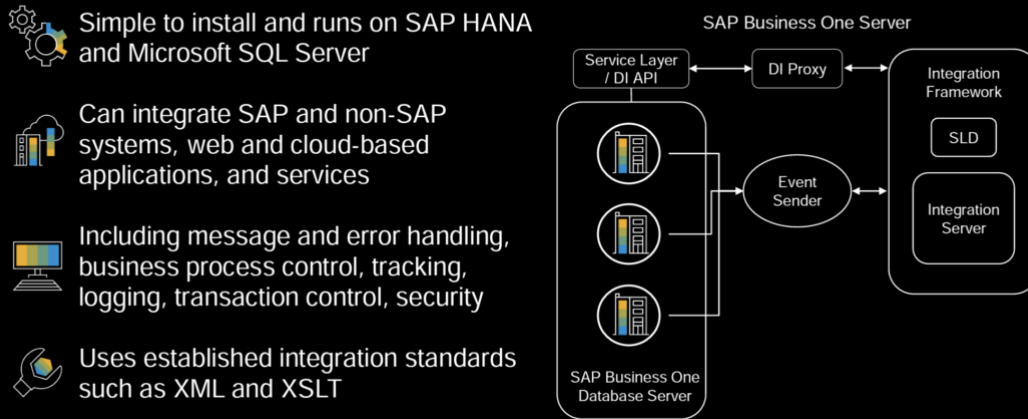 Simple to install and runs on SAP HANA
and Microsoft SQL Server
Can integrate SAP and non-SAP
systems, web and cloud-based
applications, and services
Including message and error handling,
business process control, tracking,
logging, transaction control, security
Uses established integration standards
such as XML and XSLT
SAP Business One Server
Service Layer
/ DI API
DI Proxy
Integration
Framework
SLD
Event
Sender
Integration
Server
SAP Business One
Database Server